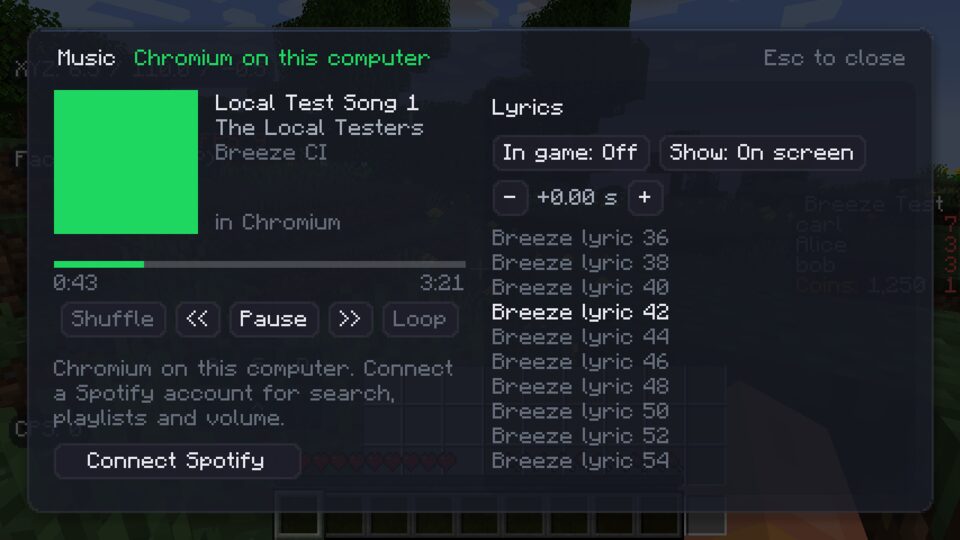 Music Chromium on this computer
Esc to close
Local Test Song 1
The Local Testers
Breeze CI
in Chromium
0:43
3:21
Shuffle
<<
Pause
>>
Loop
Chromium on this computer. Connect
a Spotify account for search,
playlists and volume.
Connect Spotify
Lyrics
In game: Off
Show: On screen
- +0.00 s +
Breeze lyric 36
Breeze lyric 38
Breeze lyric 40
Breeze lyric 42
Breeze lyric 44
Breeze lyric 46
Breeze lyric 48
Breeze lyric 50
Breeze lyric 52
Breeze lyric 54
Breeze Test
carl 7
Alice 3
bob 3
Coins: 1,250 1